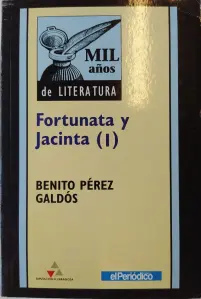 MIL
años
de LITERATURA
Fortunata y
Jacinta (I)
BENITO PÉREZ
GALDÓS
elPeriódico